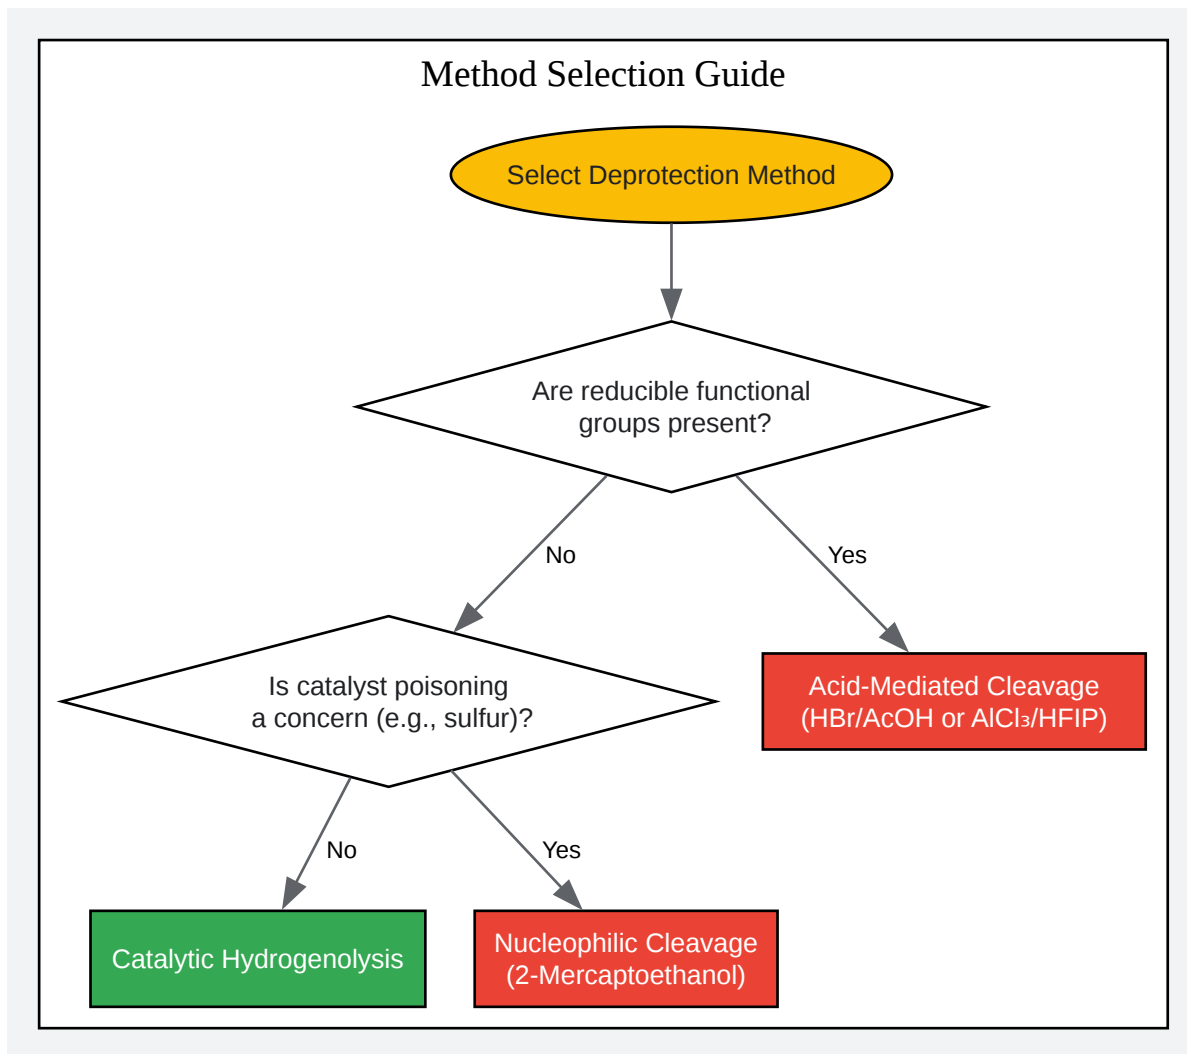 Method Selection Guide
Select Deprotection Method
Are reducible functional
groups present?
No
Yes
Is catalyst poisoning
a concern (e.g., sulfur)?
Acid-Mediated Cleavage
(HBr/AcOH or AlCl₃/HFIP)
No
Yes
Catalytic Hydrogenolysis
Nucleophilic Cleavage
(2-Mercaptoethanol)